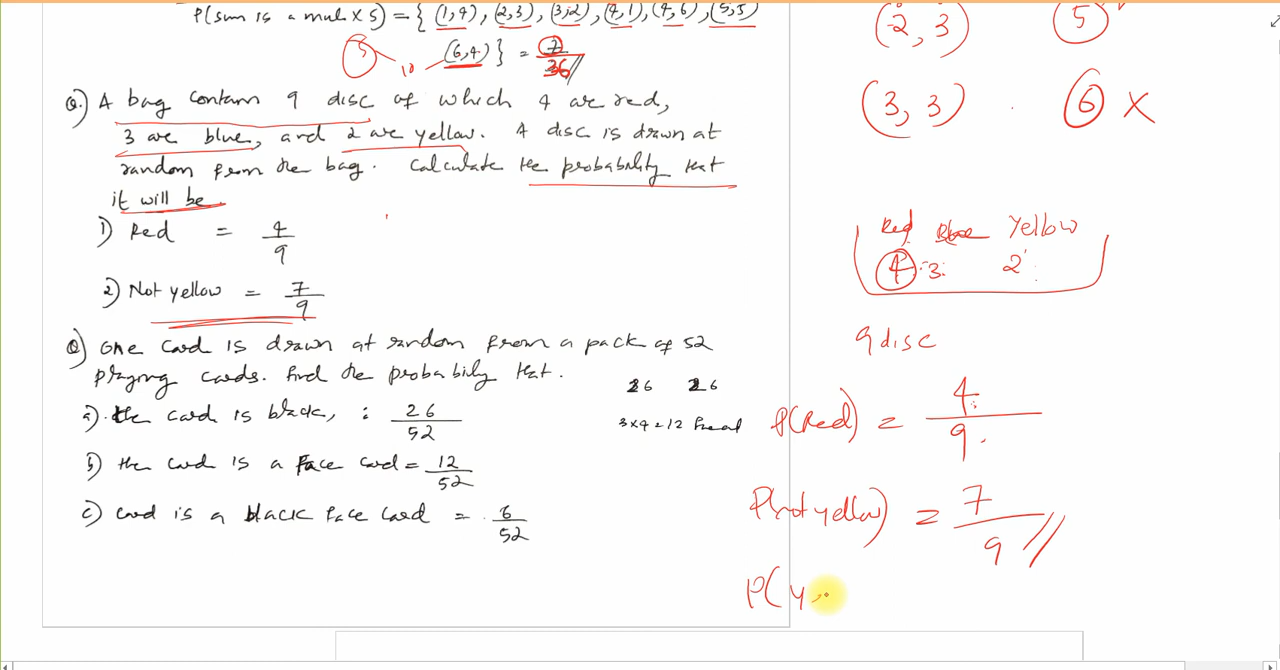 P(sum is a mul x 5) = { (1,4), (2,3), (3,2), (4,1), (4,6), (5,5)
5 10 (6,4) } = 7/36
Q.) A bag contain 9 disc of which 4 are red,
3 are blue, and 2 are yellow. A disc is drawn at
random from the bag. Calculate the probability that
it will be
1) Red = 4/9
2) Not yellow = 7/9
Q) One card is drawn at random from a pack of 52
playing cards. find the probability that.
a). the card is black, : 26/52
b) the card is a face card = 12/52
c) card is a black face card = 6/52
26 26
3x4=12
(2, 3) 5
(3, 3) 6 X
Red Yellow
4 : 3 : 2
9 disc
P(Red) = 4/9
P(not yellow) = 7/9
P(y